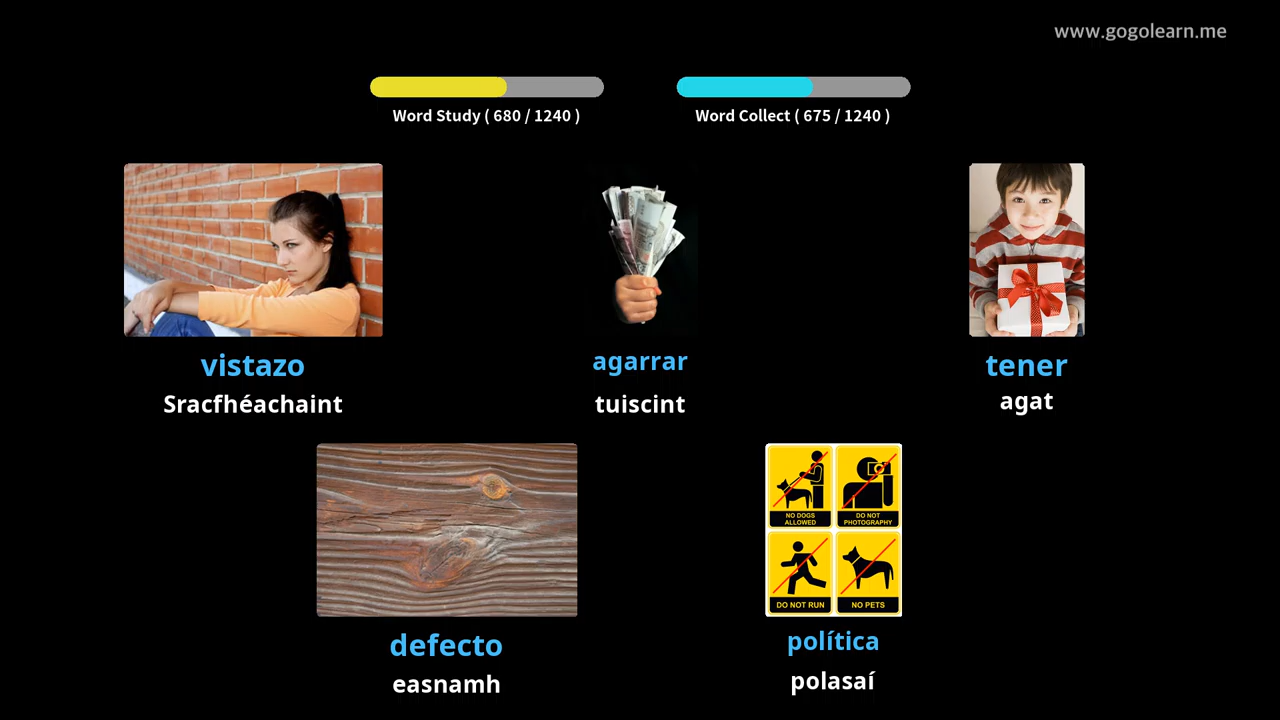 www.gogolearn.me
Word Study ( 680 / 1240 )
Word Collect ( 675 / 1240 )
vistazo
Sracfhéachaint
agarrar
tuiscint
tener
agat
NO DOGS
ALLOWED
DO NOT
PHOTOGRAPHY
DO NOT RUN
NO PETS
defecto
easnamh
política
polasaí